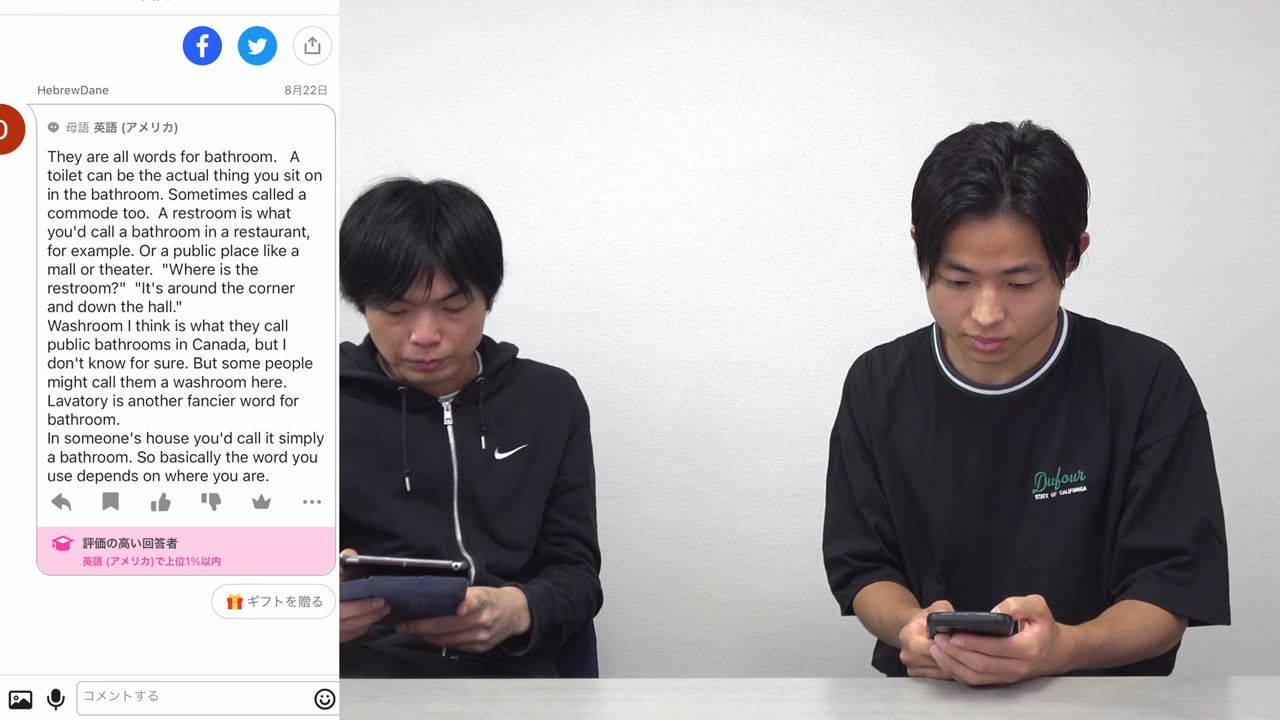 HebrewDane
8月22日
母語 英語 (アメリカ)
They are all words for bathroom. A
toilet can be the actual thing you sit on
in the bathroom. Sometimes called a
commode too. A restroom is what
you'd call a bathroom in a restaurant,
for example. Or a public place like a
mall or theater. "Where is the
restroom?" "It's around the corner
and down the hall."
Washroom I think is what they call
public bathrooms in Canada, but I
don't know for sure. But some people
might call them a washroom here.
Lavatory is another fancier word for
bathroom.
In someone's house you'd call it simply
a bathroom. So basically the word you
use depends on where you are.
評価の高い回答者
英語 (アメリカ)で上位1%以内
ギフトを贈る
コメントする
Dufour
STATE OF CALIFORNIA